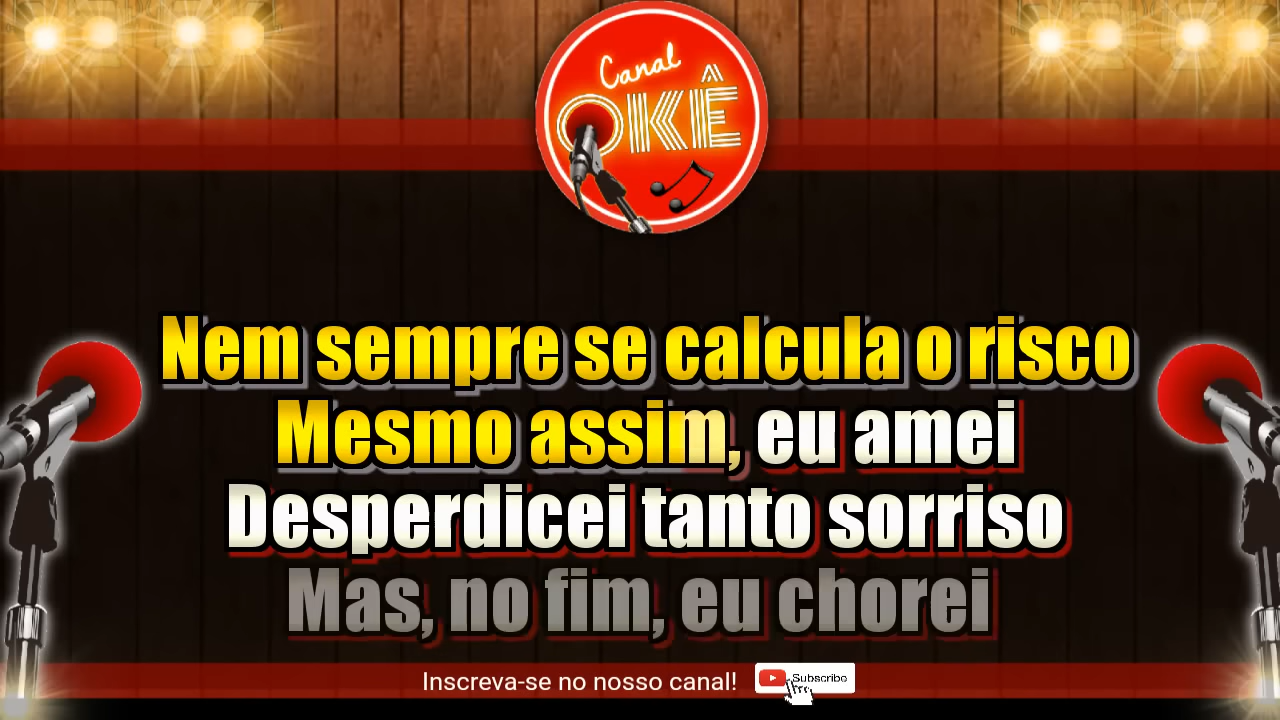 Canal
OKÊ
Nem sempre se calcula o risco
Mesmo assim, eu amei
Desperdicei tanto sorriso
Mas, no fim, eu chorei
Inscreva-se no nosso canal!
Subscribe